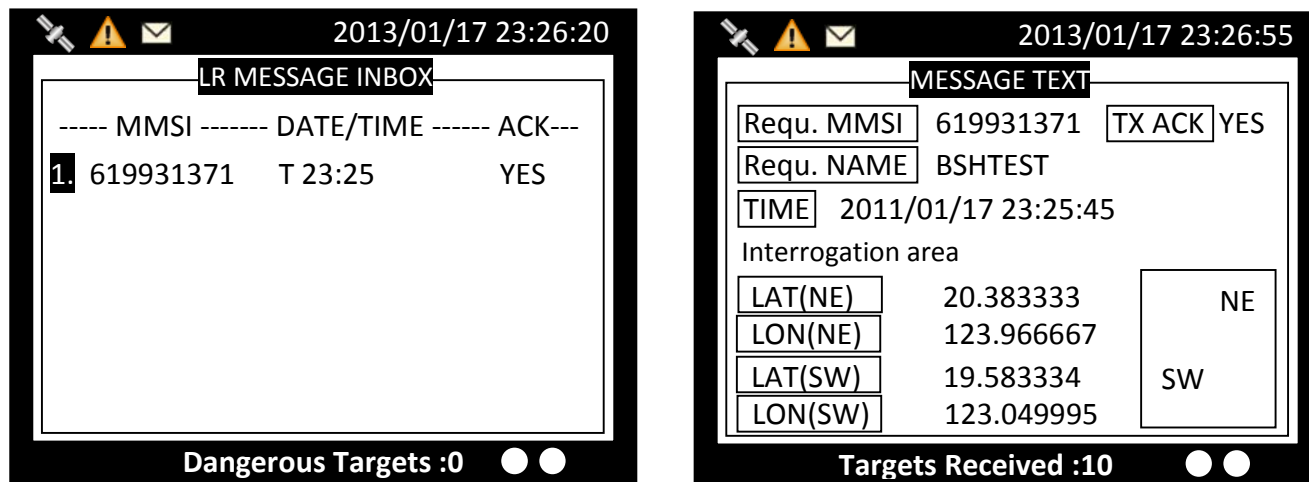 2013/01/17 23:26:20
LR MESSAGE INBOX
----- MMSI ------- DATE/TIME ------ ACK---
1. 619931371 T 23:25 YES
Dangerous Targets :0
2013/01/17 23:26:55
MESSAGE TEXT
Requ. MMSI 619931371 TX ACK YES
Requ. NAME BSHTEST
TIME 2011/01/17 23:25:45
Interrogation area
LAT(NE) 20.383333 NE
LON(NE) 123.966667
LAT(SW) 19.583334 SW
LON(SW) 123.049995
Targets Received :10